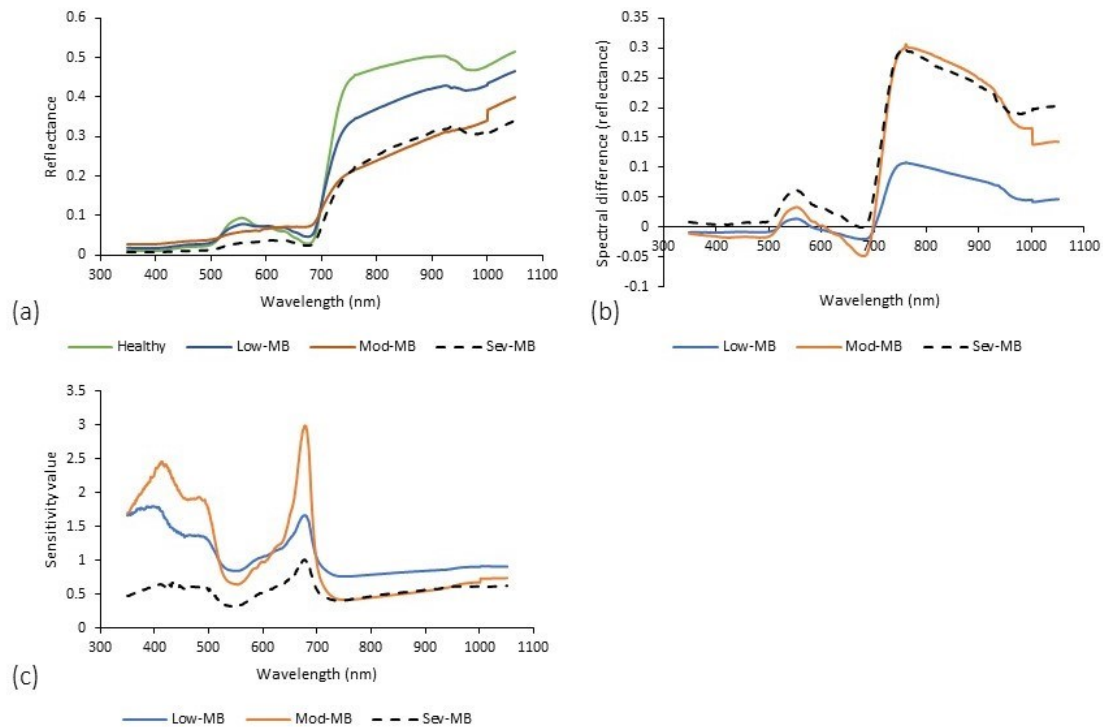 0.6
0.5
0.4
0.3
0.2
0.1
0
Reflectance
300 400 500 600 700 800 900 1000 1100
Wavelength (nm)
(a)
Healthy Low-MB Mod-MB Sev-MB
0.35
0.3
0.25
0.2
0.15
0.1
0.05
0
-0.05
-0.1
Spectral difference (reflectance)
300 400 500 600 700 800 900 1000 1100
Wavelength (nm)
(b)
Low-MB Mod-MB Sev-MB
3.5
3
2.5
2
1.5
1
0.5
0
Sensitivity value
300 400 500 600 700 800 900 1000 1100
Wavelength (nm)
(c)
Low-MB Mod-MB Sev-MB